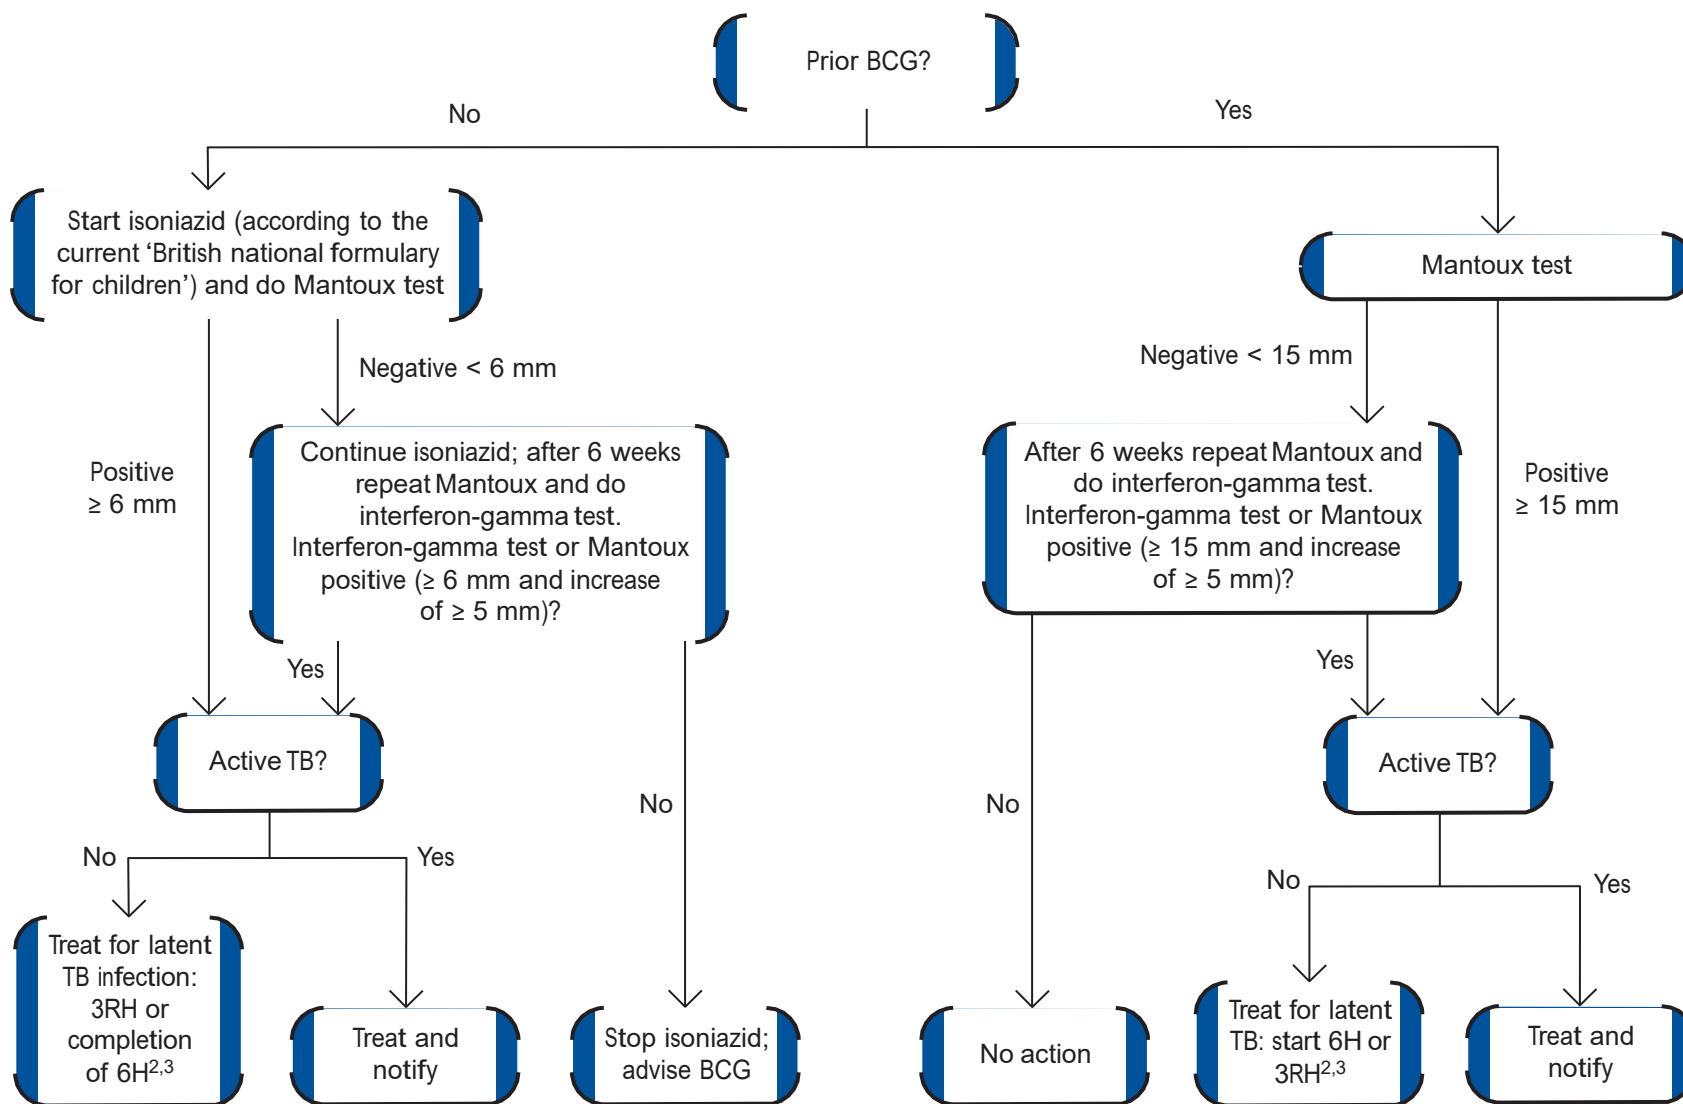 Prior BCG?
No
Yes
Start isoniazid (according to the
current ‘British national formulary
for children’) and do Mantoux test
Mantoux test
Negative < 6 mm
Negative < 15 mm
Positive
≥ 6 mm
Continue isoniazid; after 6 weeks
repeat Mantoux and do
interferon-gamma test.
Interferon-gamma test or Mantoux
positive (≥ 6 mm and increase
of ≥ 5 mm)?
After 6 weeks repeat Mantoux and
do interferon-gamma test.
Interferon-gamma test or Mantoux
positive (≥ 15 mm and increase
of ≥ 5 mm)?
Positive
≥ 15 mm
Yes
Yes
Active TB?
No
No
Active TB?
No
Yes
No
Yes
Treat for latent
TB infection:
3RH or
completion
of 6H2,3
Treat and
notify
Stop isoniazid;
advise BCG
No action
Treat for latent
TB: start 6H or
3RH2,3
Treat and
notify